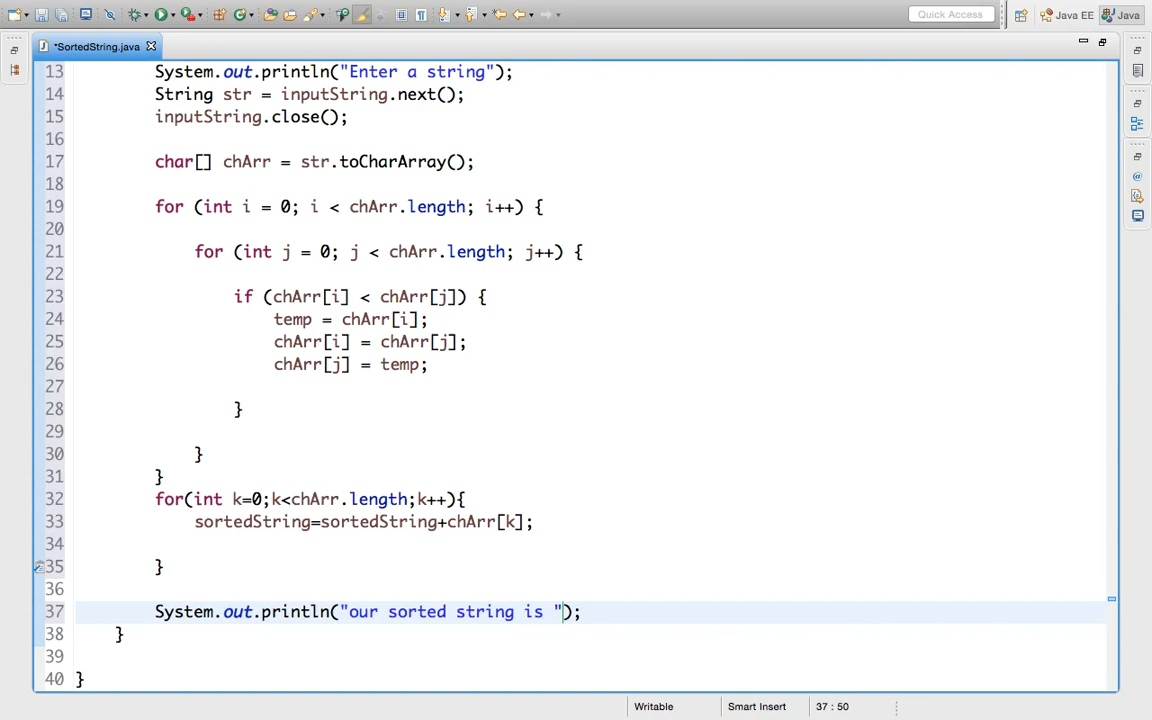 Quick Access
Java EE
Java
*SortedString.java
13 System.out.println("Enter a string");
14 String str = inputString.next();
15 inputString.close();
16
17 char[] chArr = str.toCharArray();
18
19 for (int i = 0; i < chArr.length; i++) {
20
21 for (int j = 0; j < chArr.length; j++) {
22
23 if (chArr[i] < chArr[j]) {
24 temp = chArr[i];
25 chArr[i] = chArr[j];
26 chArr[j] = temp;
27
28 }
29
30 }
31 }
32 for(int k=0;k<chArr.length;k++){
33 sortedString=sortedString+chArr[k];
34
35 }
36
37 System.out.println("our sorted string is ");
38 }
39
40 }
Writable
Smart Insert
37 : 50